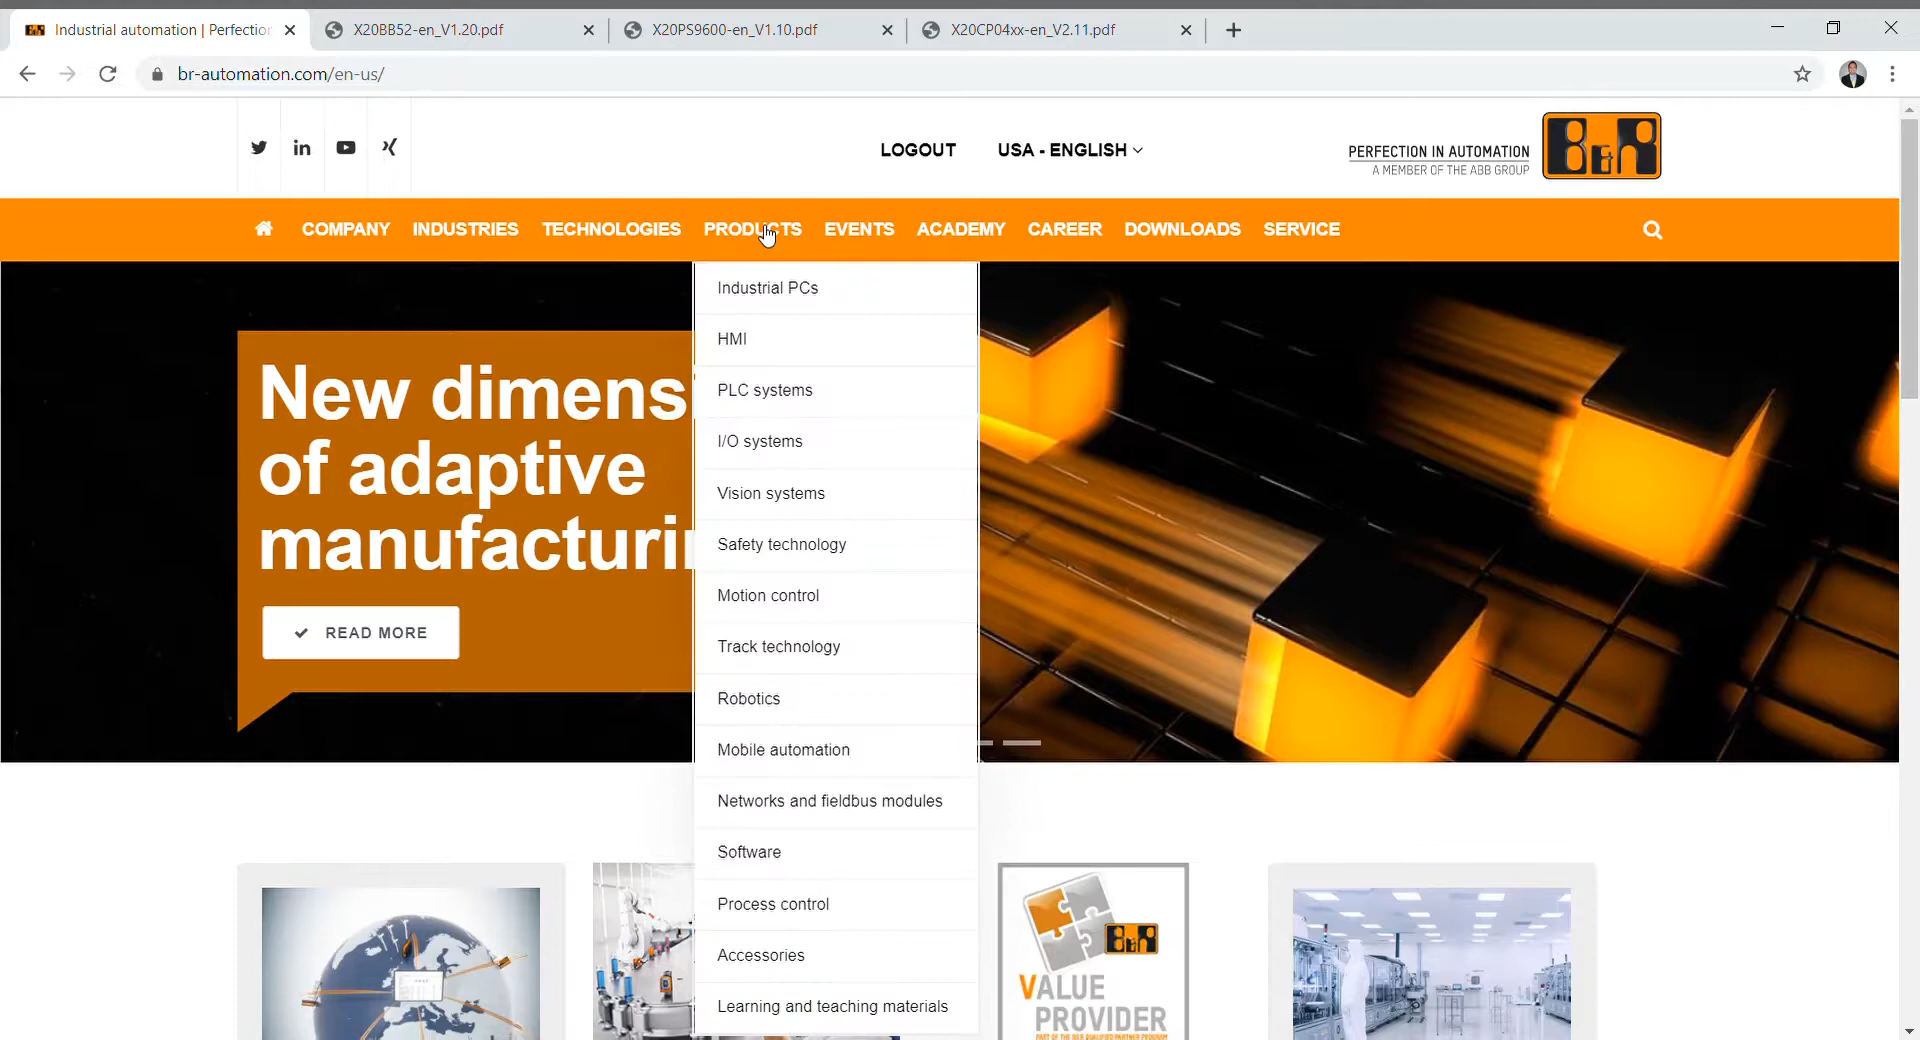 Industrial automation | Perfection
X20BB52-en_V1.20.pdf
X20PS9600-en_V1.10.pdf
X20CP04xx-en_V2.11.pdf
br-automation.com/en-us/
LOGOUT
USA - ENGLISH
PERFECTION IN AUTOMATION
A MEMBER OF THE ABB GROUP
B&R
COMPANY
INDUSTRIES
TECHNOLOGIES
PRODUCTS
EVENTS
ACADEMY
CAREER
DOWNLOADS
SERVICE
New dimens
of adaptive
manufacturi
READ MORE
Industrial PCs
HMI
PLC systems
I/O systems
Vision systems
Safety technology
Motion control
Track technology
Robotics
Mobile automation
Networks and fieldbus modules
Software
Process control
Accessories
Learning and teaching materials
B&R
VALUE
PROVIDER
PART OF THE B&R QUALIFIED PARTNER PROGRAM